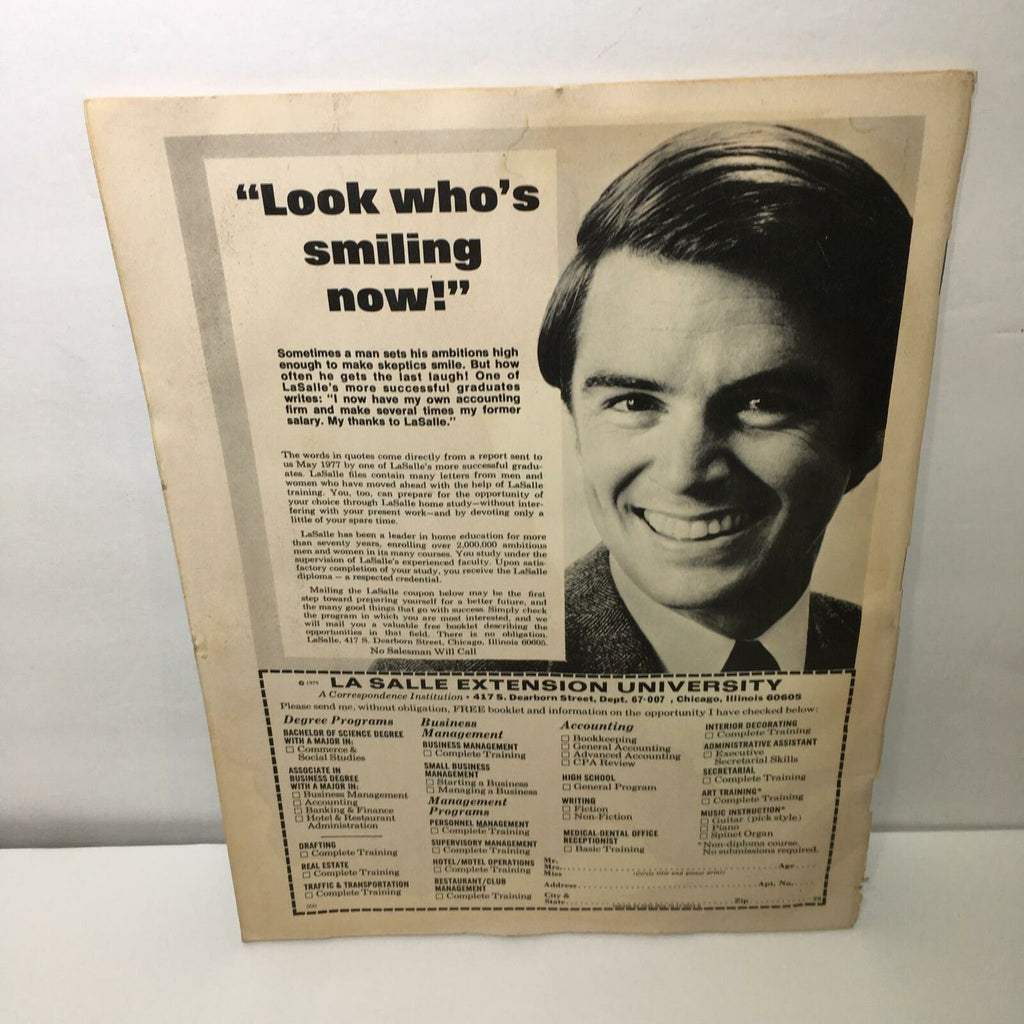 “Look who’s
smiling
now!”
Sometimes a man sets his ambitions high
enough to make skeptics smile. But how
often he gets the last laugh! One of
LaSalle’s more successful graduates
writes: “I now have my own accounting
firm and make several times my former
salary. My thanks to LaSalle.”
The words in quotes come directly from a report sent to
us May 1977 by one of LaSalle’s more successful gradu-
ates. LaSalle files contain many letters from men and
women who have moved ahead with the help of LaSalle
training. You, too, can prepare for the opportunity of
your choice through LaSalle home study—without inter-
fering with your present work—and by devoting only a
little of your spare time.
LaSalle has been a leader in home education for more
than seventy years, enrolling over 2,000,000 ambitious
men and women in its many courses. You study under the
supervision of LaSalle’s experienced faculty. Upon satis-
factory completion of your study, you receive the LaSalle
diploma — a respected credential.
Mailing the LaSalle coupon below may be the first
step toward preparing yourself for a better future, and
the many good things that go with success. Simply check
the program in which you are most interested, and we
will mail you a valuable free booklet describing the
opportunities in that field. There is no obligation.
LaSalle, 417 S. Dearborn Street, Chicago, Illinois 60605.
No Salesman Will Call
© 1979 LA SALLE EXTENSION UNIVERSITY
A Correspondence Institution • 417 S. Dearborn Street, Dept. 67-007 , Chicago, Illinois 60605
Please send me, without obligation, FREE booklet and information on the opportunity I have checked below:
Degree Programs
BACHELOR OF SCIENCE DEGREE
WITH A MAJOR IN:
□ Commerce &
Social Studies
ASSOCIATE IN
BUSINESS DEGREE
WITH A MAJOR IN:
□ Business Management
□ Accounting
□ Banking & Finance
□ Hotel & Restaurant
Administration
DRAFTING
□ Complete Training
REAL ESTATE
□ Complete Training
TRAFFIC & TRANSPORTATION
□ Complete Training
Business
Management
BUSINESS MANAGEMENT
□ Complete Training
SMALL BUSINESS
MANAGEMENT
□ Starting a Business
□ Managing a Business
Management
Programs
PERSONNEL MANAGEMENT
□ Complete Training
SUPERVISORY MANAGEMENT
□ Complete Training
HOTEL/MOTEL OPERATIONS
□ Complete Training
RESTAURANT/CLUB
MANAGEMENT
□ Complete Training
Accounting
□ Bookkeeping
□ General Accounting
□ Advanced Accounting
□ CPA Review
HIGH SCHOOL
□ General Program
WRITING
□ Fiction
□ Non-Fiction
MEDICAL-DENTAL OFFICE
RECEPTIONIST
□ Basic Training
INTERIOR DECORATING
□ Complete Training
ADMINISTRATIVE ASSISTANT
□ Executive
Secretarial Skills
SECRETARIAL
□ Complete Training
ART TRAINING*
□ Complete Training
MUSIC INSTRUCTION*
□ Guitar (pick style)
□ Piano
□ Spinet Organ
*Non-diploma course.
No submissions required.
Mr.
Mrs. Age
Miss (circle title and please print)
Address Apt. No.
City &
State Zip